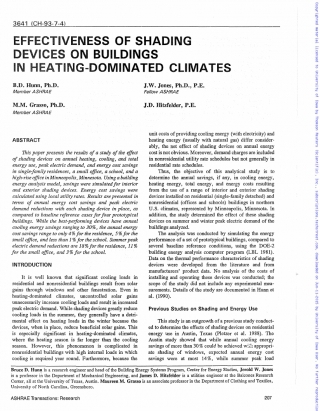 3641 (CH-93-7-4)
EFFECTIVENESS OF SHADING
DEVICES ON BUILDINGS
IN HEATING-DOMINATED CLIMATES
B.D. Hunn, Ph.D.
Member ASHRAE
J.W. Jones, Ph.D., P.E.
Fellow ASHRAE
M.M. Grasso, Ph.D.
Member ASHRAE
J.D. Hitzfelder, P.E.
ABSTRACT
This paper presents the results of a study of the effect
of shading devices on annual heating, cooling, and total
energy use, peak electric demand, and energy cost savings
in single-family residences, a small office, a school, and a
high-rise office in Minneapolis, Minnesota. Using a building
energy analysis model, savings were simulated for interior
and exterior shading devices. Energy cost savings were
calculated using local utility rates. Results are presented in
terms of annual energy cost savings and peak electric
demand reductions with each shading device in place, as
compared to baseline reference cases for four prototypical
buildings. While the best-performing devices have annual
cooling energy savings ranging to 30%, the annual energy
cost savings range to only 6% for the residence, 5% for the
small office, and less than 1% for the school. Summer peak
electric demand reductions are 18% for the residence, 11%
for the small office, and 3% for the school.
INTRODUCTION
It is well known that significant cooling loads in
residential and nonresidential buildings result from solar
gains through windows and other fenestration. Even in
heating-dominated climates, uncontrolled solar gains
unnecessarily increase cooling loads and result in increased
peak electric demand. While shading devices greatly reduce
cooling loads in the summer, they generally have a detri-
mental effect on heating loads in the winter because the
devices, when in place, reduce beneficial solar gains. This
is especially significant in heating-dominated climates,
where the heating season is far longer than the cooling
season. However, this phenomenon is complicated in
nonresidential buildings with high internal loads in which
cooling is required year round. Furthermore, because the
unit costs of providing cooling energy (with electricity) and
heating energy (usually with natural gas) differ consider-
ably, the net effect of shading devices on annual energy
cost is not obvious. Moreover, demand charges are included
in nonresidential utility rate schedules but not generally in
residential rate schedules.
Thus, the objective of this analytical study is to
determine the annual savings, if any, in cooling energy,
heating energy, total energy, and energy costs resulting
from the use of a range of interior and exterior shading
devices installed on residential (single-family detached) and
nonresidential (offices and schools) buildings in northern
U.S. climates, represented by Minneapolis, Minnesota. In
addition, the study determined the effect of these shading
devices on summer and winter peak electric demand of the
buildings analyzed.
The analysis was conducted by simulating the energy
performance of a set of prototypical buildings, compared to
several baseline reference conditions, using the DOE-2
building energy analysis computer program (LBL 1981).
Data on the thermal performance characteristics of shading
devices were developed from the literature and from
manufacturers' product data. No analysis of the costs of
installing and operating these devices was conducted; the
scope of the study did not include any experimental mea-
surements. Details of the study are documented in Hunn et
al. (1990).
Previous Studies on Shading and Energy Use
This study is an outgrowth of a previous study conduct-
ed to determine the effects of shading devices on residential
energy use in Austin, Texas (Pletzer et al. 1988). The
Austin study showed that while annual cooling energy
savings of more than 30% could be achieved with appropri-
ate shading of windows, expected annual energy cost
savings were at most 14%, while summer peak load
Bruce D. Hunn is a research engineer and head of the Building Energy Systems Program, Center for Energy Studies, Jerold W. Jones
is a professor in the Department of Mechanical Engineering, and James D. Hitzfelder is a utilities engineer at the Balcones Research
Center, all at the University of Texas, Austin. Maureen M. Grasso is an associate professor in the Department of Clothing and Textiles,
University of North Carolina, Greensboro.
ASHRAE Transactions: Research
207